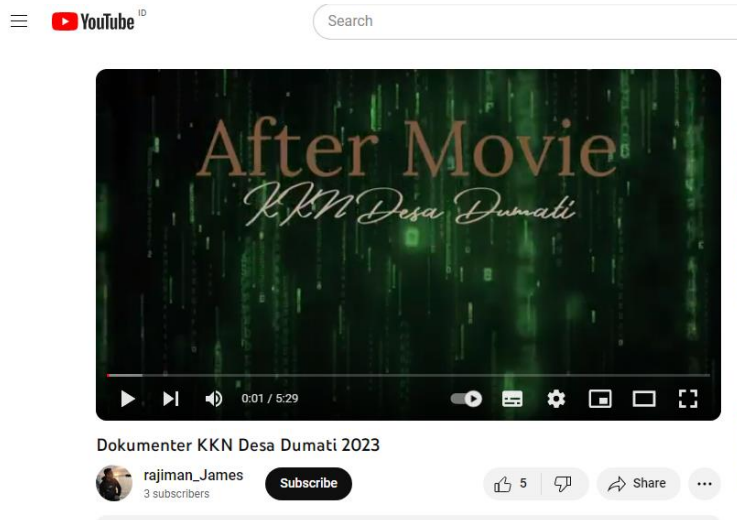 YouTube ID
Search
After Movie
KKN Desa Dumati
0:01 / 5:29
Dokumenter KKN Desa Dumati 2023
rajiman_James
3 subscribers
Subscribe
5
Share